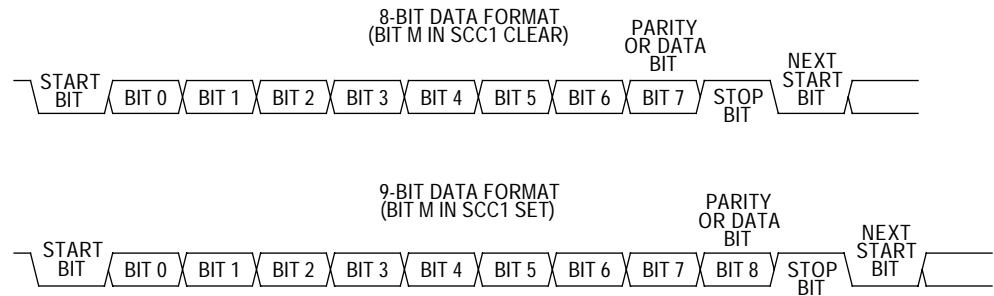 8-BIT DATA FORMAT
(BIT M IN SCC1 CLEAR)
PARITY
OR DATA
BIT
START
BIT
BIT 0
BIT 1
BIT 2
BIT 3
BIT 4
BIT 5
BIT 6
BIT 7
STOP
BIT
NEXT
START
BIT
9-BIT DATA FORMAT
(BIT M IN SCC1 SET)
PARITY
OR DATA
BIT
START
BIT
BIT 0
BIT 1
BIT 2
BIT 3
BIT 4
BIT 5
BIT 6
BIT 7
BIT 8
STOP
BIT
NEXT
START
BIT